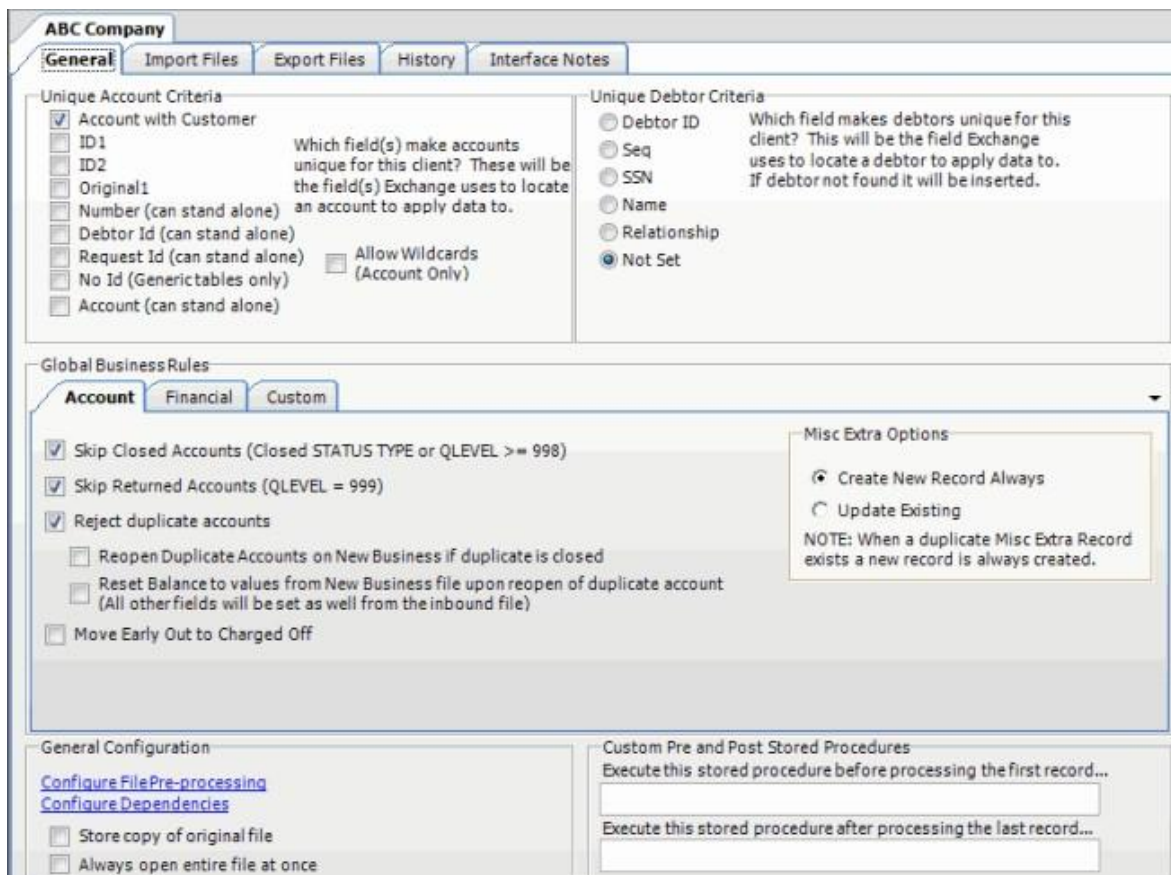 ABC Company
General
Import Files
Export Files
History
Interface Notes
Unique Account Criteria
Account with Customer
ID1
ID2
Original1
Number (can stand alone)
Debtor Id (can stand alone)
Request Id (can stand alone)
No Id (Generic tables only)
Account (can stand alone)
Which field(s) make accounts
unique for this client? These will be
the field(s) Exchange uses to locate
an account to apply data to.
Allow Wildcards
(Account Only)
Unique Debtor Criteria
Debtor ID
Seq
SSN
Name
Relationship
Not Set
Which field makes debtors unique for this
client? This will be the field Exchange
uses to locate a debtor to apply data to.
If debtor not found it will be inserted.
Global Business Rules
Account
Financial
Custom
Skip Closed Accounts (Closed STATUS TYPE or QLEVEL >= 998)
Skip Returned Accounts (QLEVEL = 999)
Reject duplicate accounts
Reopen Duplicate Accounts on New Business if duplicate is closed
Reset Balance to values from New Business file upon reopen of duplicate account
(All other fields will be set as well from the inbound file)
Move Early Out to Charged Off
Misc Extra Options
Create New Record Always
Update Existing
NOTE: When a duplicate Misc Extra Record
exists a new record is always created.
General Configuration
Configure File Pre-processing
Configure Dependencies
Store copy of original file
Always open entire file at once
Custom Pre and Post Stored Procedures
Execute this stored procedure before processing the first record...
Execute this stored procedure after processing the last record...